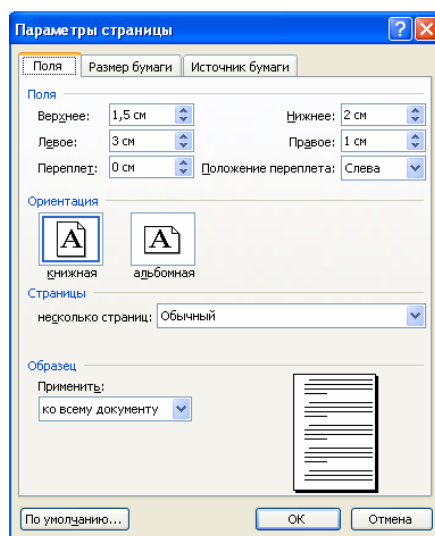 Параметры страницы
Поля Размер бумаги Источник бумаги
Поля
Верхнее: 1,5 см Нижнее: 2 см
Левое: 3 см Правое: 1 см
Переплет: 0 см Положение переплета: Слева
Ориентация
A A
книжная альбомная
Страницы
несколько страниц: Обычный
Образец
Применить:
ко всему документу
По умолчанию... ОК Отмена